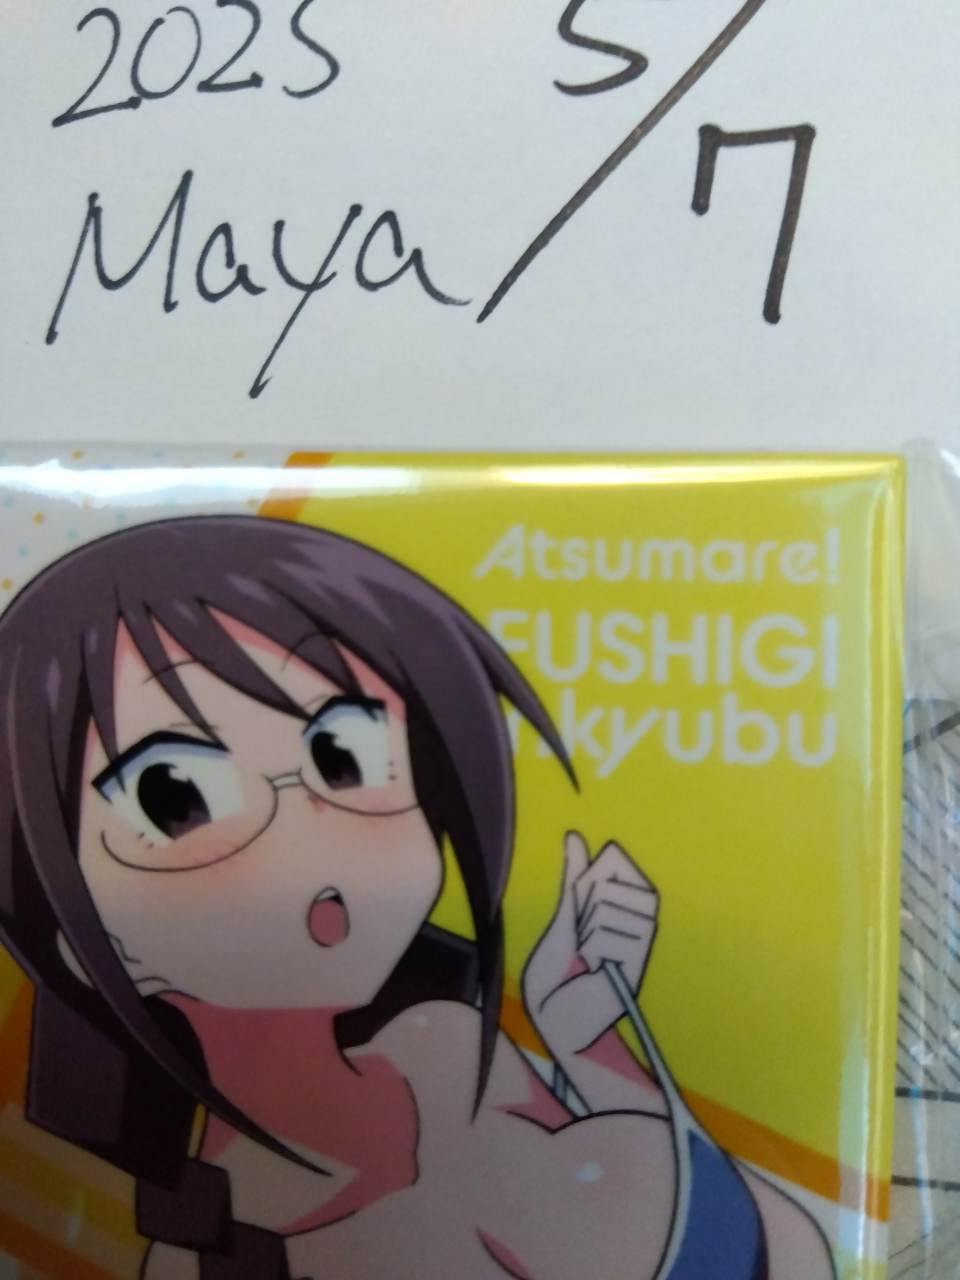 2025 5/7
Maya
Atsumare!
FUSHIGI
kyubu